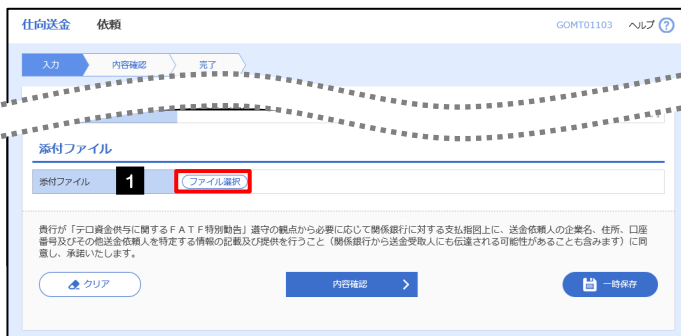 仕向送金 依頼 GOMT01103 ヘルプ ?
入力 内容確認 完了
添付ファイル
添付ファイル 1 ファイル選択
貴行が「テロ資金供与に関するＦＡＴＦ特別勧告」遵守の観点から必要に応じて関係銀行に対する支払指図上に、送金依頼人の企業名、住所、口座
番号及びその他送金依頼人を特定する情報の記載及び提供を行うこと（関係銀行から送金受取人にも伝達される可能性があることも含みます）に同
意し、承諾いたします。
クリア 内容確認 一時保存